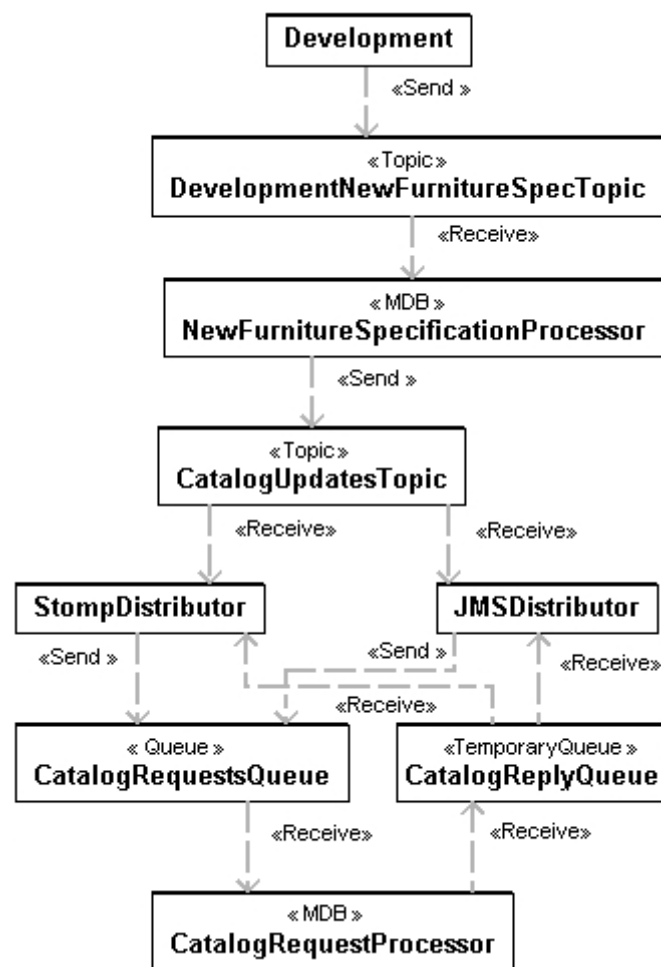 Development
«Send »
«Topic»
DevelopmentNewFurnitureSpecTopic
«Receive»
«MDB »
NewFurnitureSpecificationProcessor
«Send »
«Topic»
CatalogUpdatesTopic
«Receive»
«Receive»
StompDistributor
JMSDistributor
«Send »
«Send »
«Receive»
«Receive»
« Queue »
CatalogRequestsQueue
«TemporaryQueue »
CatalogReplyQueue
«Receive»
«Receive»
«MDB »
CatalogRequestProcessor